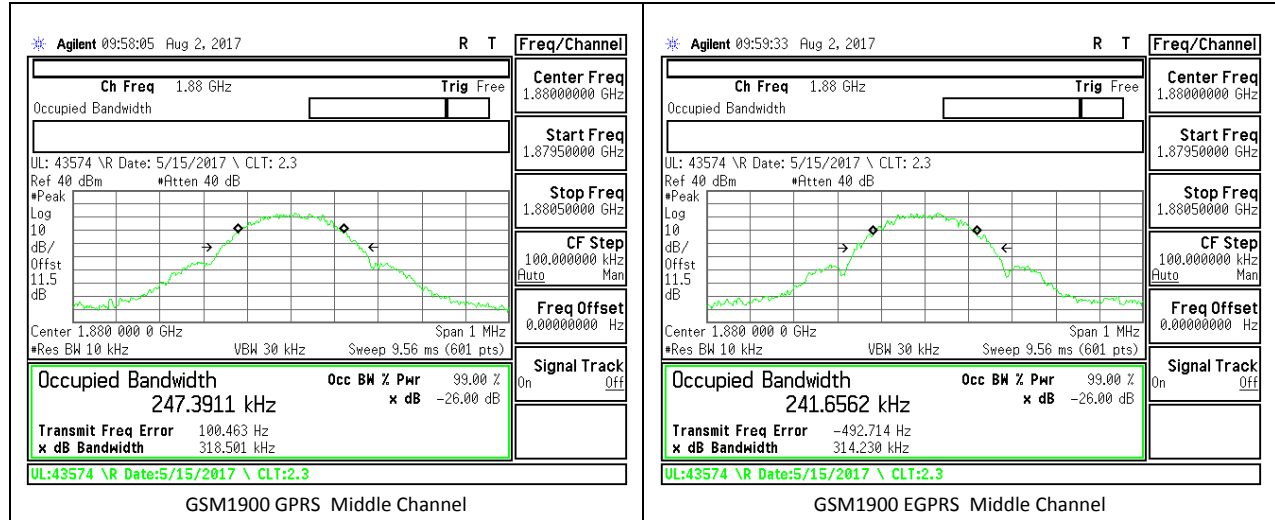 Agilent 09:58:05 Aug 2, 2017 R T
Ch Freq 1.88 GHz Trig Free
Occupied Bandwidth
UL: 43574 \R Date: 5/15/2017 \ CLT: 2.3
Ref 40 dBm #Atten 40 dB
#Peak
Log
10
dB/
Offst
11.5
dB
Center 1.880 000 0 GHz Span 1 MHz
#Res BW 10 kHz VBW 30 kHz Sweep 9.56 ms (601 pts)
Occupied Bandwidth Occ BW % Pwr 99.00 %
247.3911 kHz x dB -26.00 dB
Transmit Freq Error 100.463 Hz
x dB Bandwidth 318.501 kHz
UL:43574 \R Date:5/15/2017 \ CLT:2.3
Freq/Channel
Center Freq
1.88000000 GHz
Start Freq
1.87950000 GHz
Stop Freq
1.88050000 GHz
CF Step
100.000000 kHz
Auto Man
Freq Offset
0.00000000 Hz
Signal Track
On Off
GSM1900 GPRS Middle Channel
Agilent 09:59:33 Aug 2, 2017 R T
Ch Freq 1.88 GHz Trig Free
Occupied Bandwidth
UL: 43574 \R Date: 5/15/2017 \ CLT: 2.3
Ref 40 dBm #Atten 40 dB
#Peak
Log
10
dB/
Offst
11.5
dB
Center 1.880 000 0 GHz Span 1 MHz
#Res BW 10 kHz VBW 30 kHz Sweep 9.56 ms (601 pts)
Occupied Bandwidth Occ BW % Pwr 99.00 %
241.6562 kHz x dB -26.00 dB
Transmit Freq Error -492.714 Hz
x dB Bandwidth 314.230 kHz
UL:43574 \R Date:5/15/2017 \ CLT:2.3
Freq/Channel
Center Freq
1.88000000 GHz
Start Freq
1.87950000 GHz
Stop Freq
1.88050000 GHz
CF Step
100.000000 kHz
Auto Man
Freq Offset
0.00000000 Hz
Signal Track
On Off
GSM1900 EGPRS Middle Channel